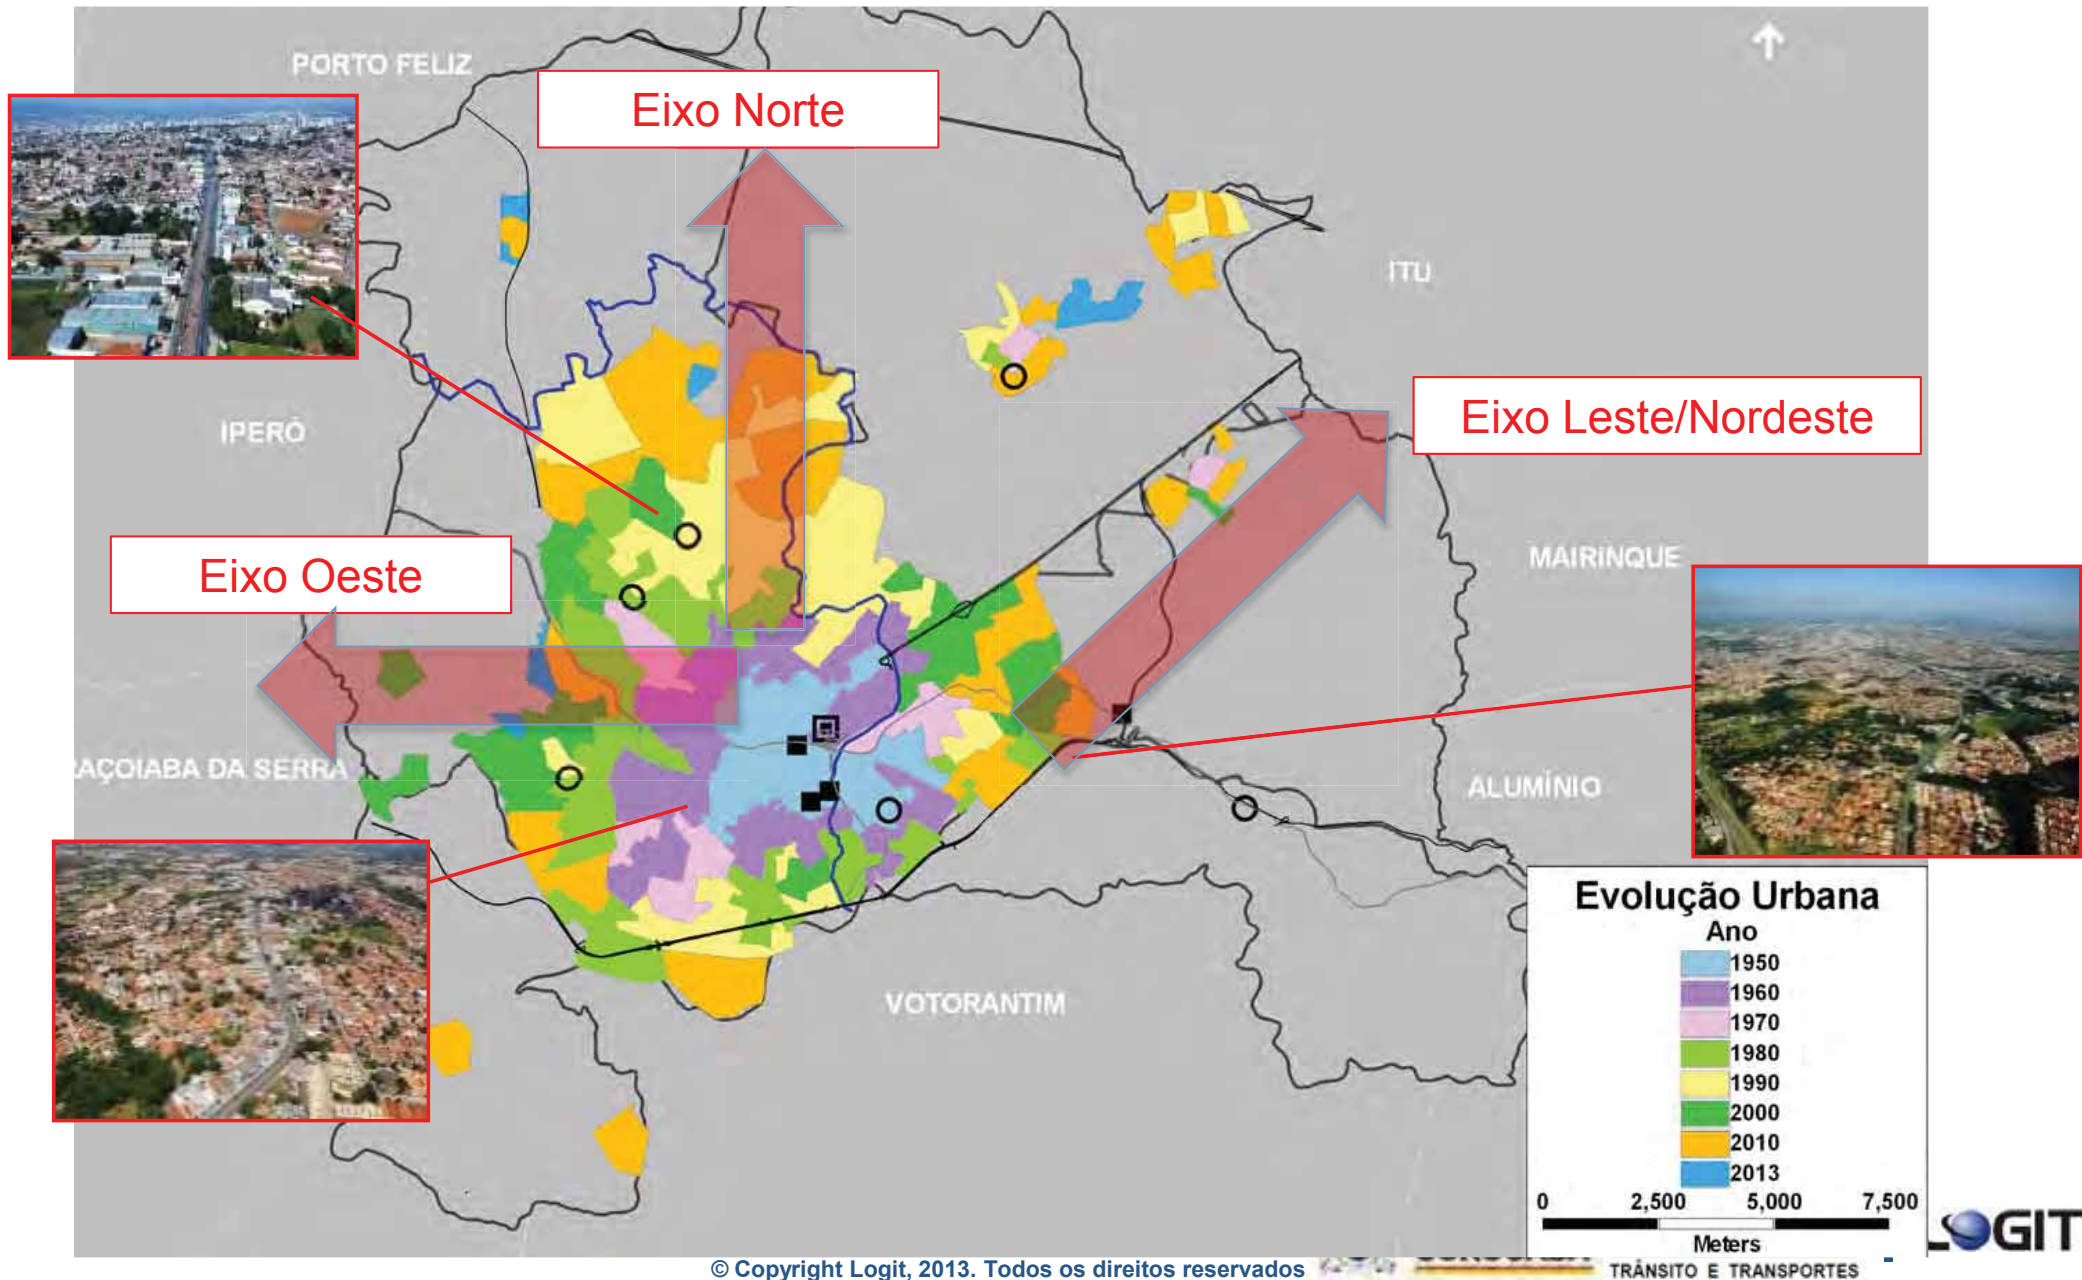 PORTO FELIZ
Eixo Norte
ITU
IPERÓ
Eixo Leste/Nordeste
Eixo Oeste
MAIRINQUE
AÇOIABA DA SERRA
ALUMÍNIO
VOTORANTIM
Evolução Urbana
Ano
1950
1960
1970
1980
1990
2000
2010
2013
0 2,500 5,000 7,500
Meters
LOGIT
© Copyright Logit, 2013. Todos os direitos reservados
TRÂNSITO E TRANSPORTES